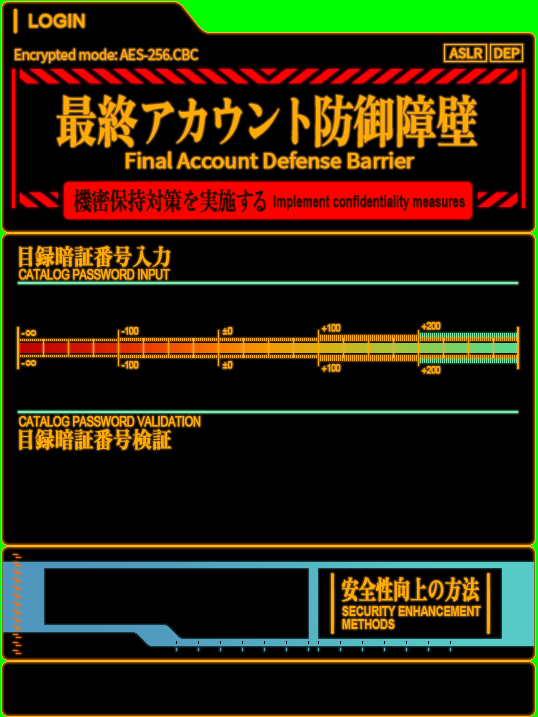 LOGIN
Encrypted mode: AES-256.CBC
ASLR DEP
最終アカウント防御障壁
Final Account Defense Barrier
機密保持対策を実施する Implement confidentiality measures
目録暗証番号入力
CATALOG PASSWORD INPUT
-∞ -100 ±0 +100 +200
-∞ -100 ±0 +100 +200
CATALOG PASSWORD VALIDATION
目録暗証番号検証
安全性向上の方法
SECURITY ENHANCEMENT
METHODS